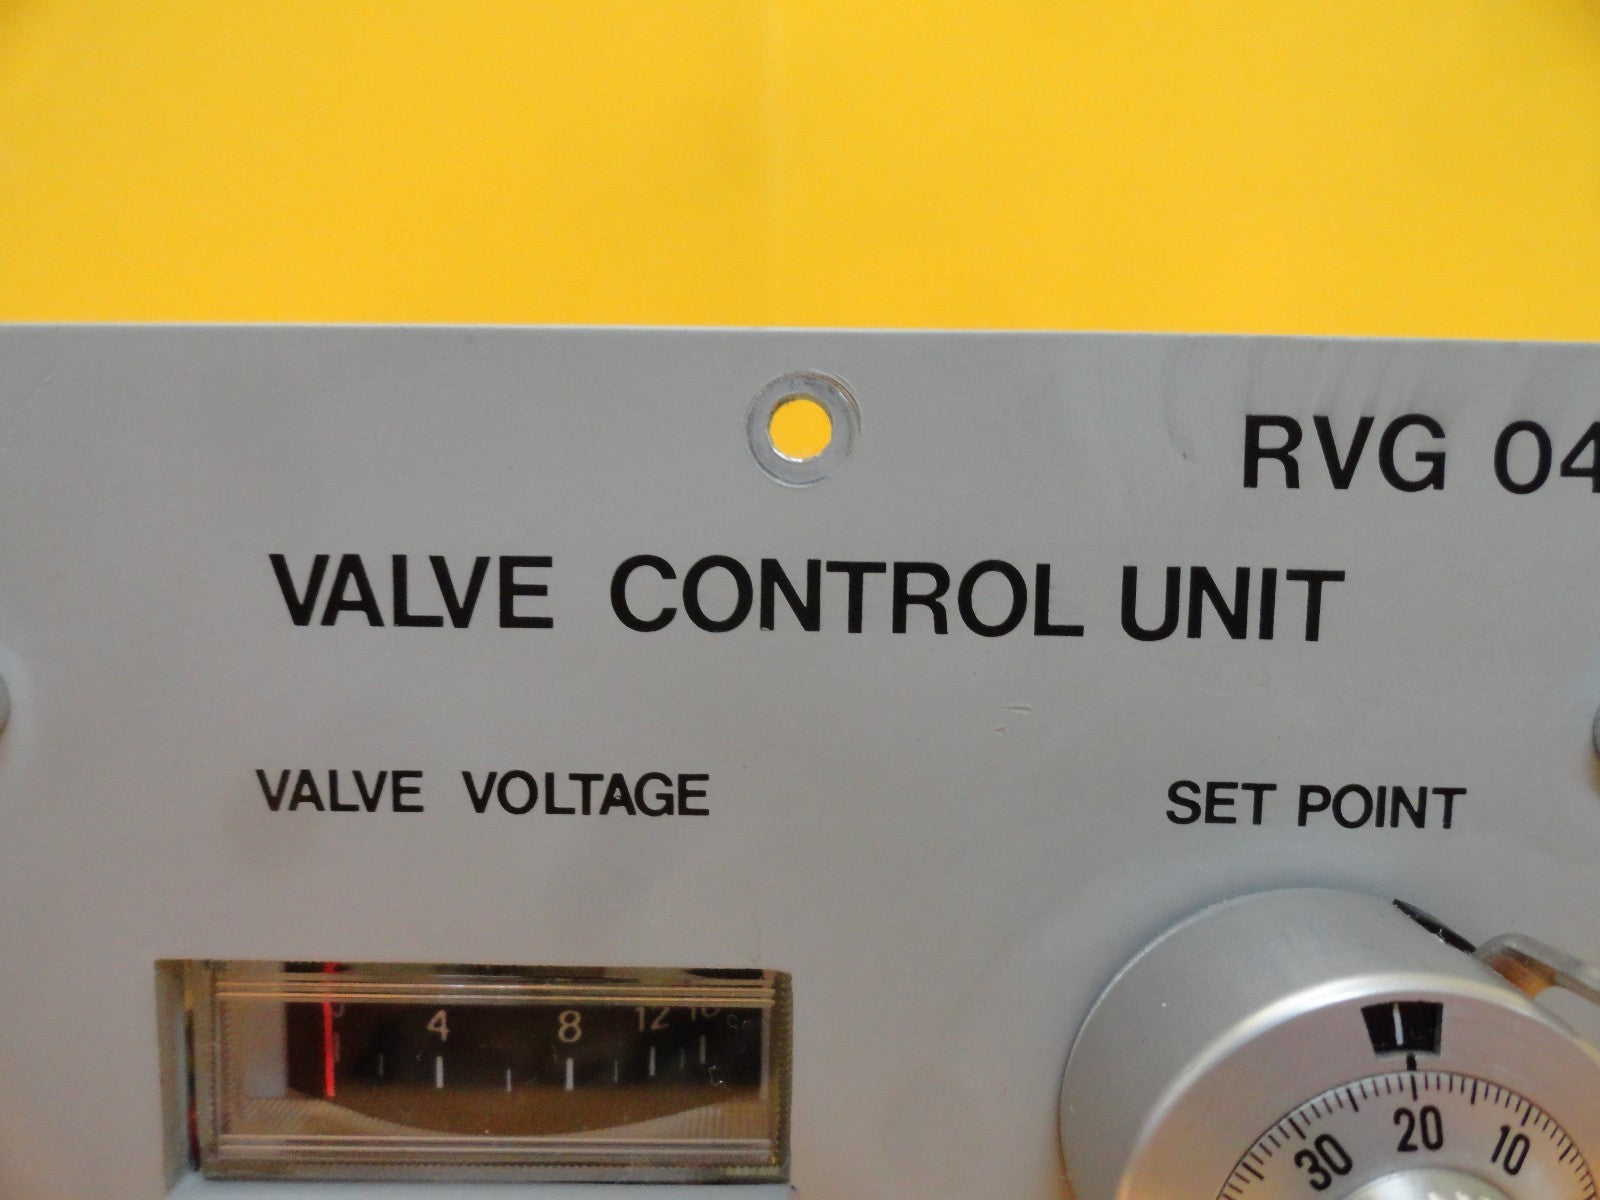 RVG 04
VALVE CONTROL UNIT
VALVE VOLTAGE
SET POINT
4 8 12
30 20 10